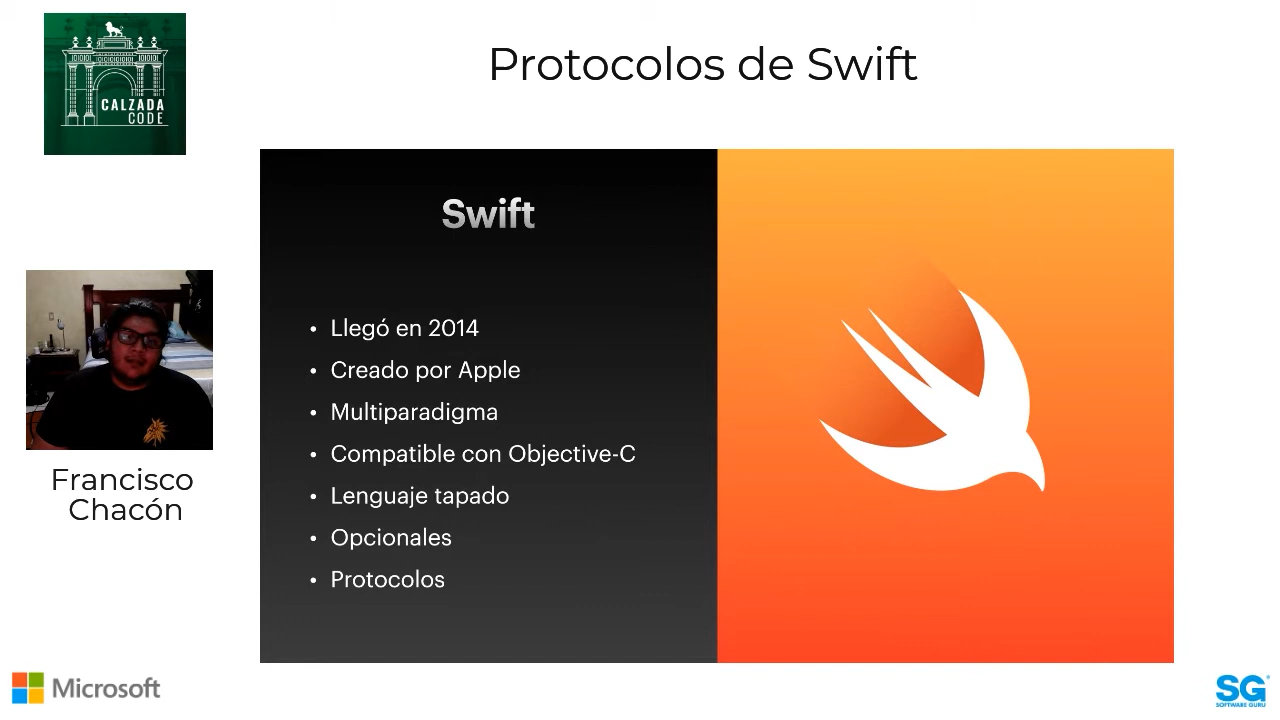 Protocolos de Swift
CALZADA
CODE
Swift
• Llegó en 2014
• Creado por Apple
• Multiparadigma
• Compatible con Objective-C
• Lenguaje tapado
• Opcionales
• Protocolos
Francisco
Chacón
Microsoft
SG
SOFTWARE GURU